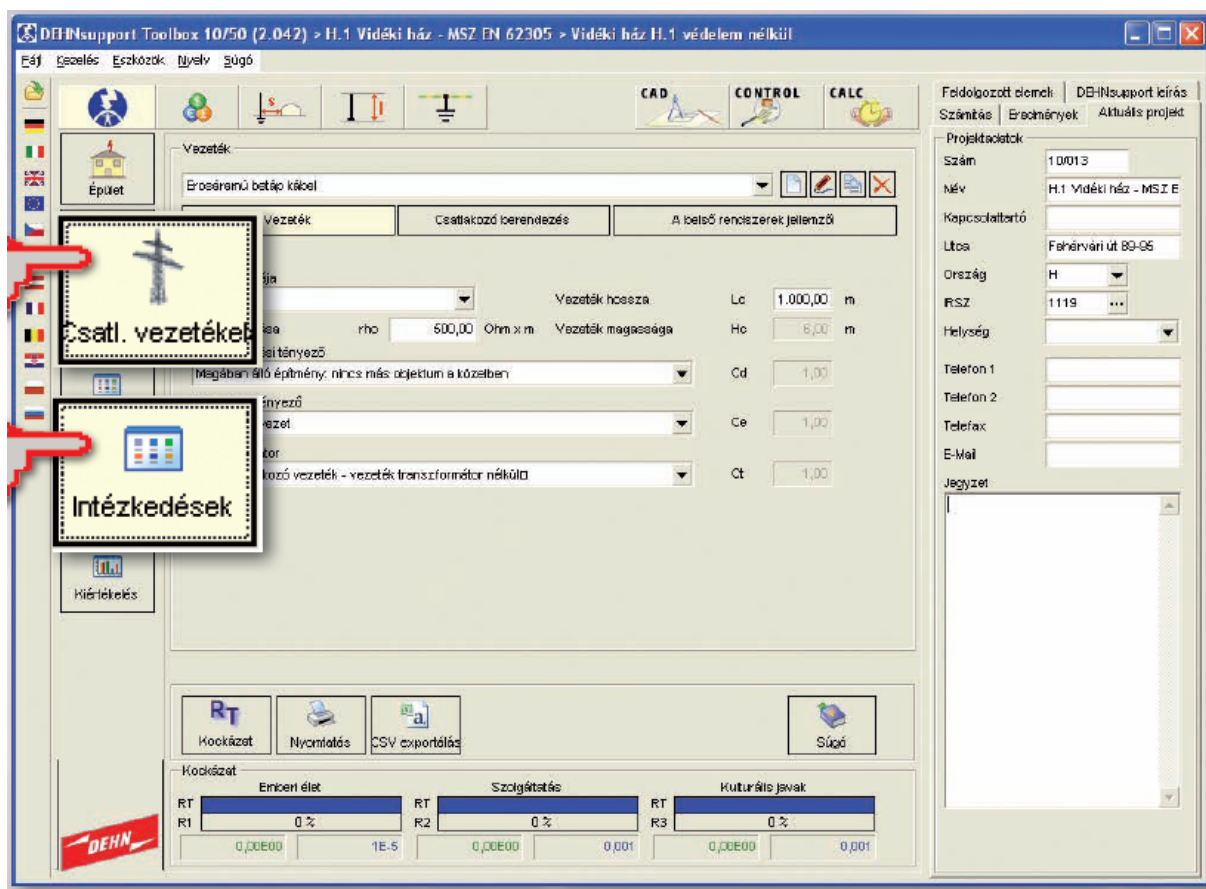 DEHNsupport Toolbox 10/50 (2.042) > H.1 Vidéki ház - MSZ EN 62305 > Vidéki ház H.1 védelem nélkül
Fájl Kezelés Eszközök Nyelv Súgó
CAD CONTROL CALC
Épület
Csatl. vezetékek
Intézkedések
Kiértékelés
Vezeték
Erősáramú betáp kábel
Vezeték Csatlakozó berendezés A belső rendszerek jellemzői
Vezeték hossza Lc 1.000,00 m
rho 500,00 Ohm x m Vezeték magassága Hc 6,00 m
tényező
Magában álló építmény: nincs más objektum a közelben Cd 1,00
Ce 1,00
vezeték - vezeték transzformátor nélkül Ct 1,00
RT Kockázat
Nyomtatás
CSV exportálás
Súgó
Kockázat
Emberi élet Szolgáltatás Kulturális javak
RT RT RT
R1 0 % R2 0 % R3 0 %
0,00E00 1E-5 0,00E00 0,001 0,00E00 0,001
DEHN
Feldolgozott elemek DEHNsupport leírás
Számítás Eredmények Aktuális projekt
Projektadatok
Szám 10/013
Név H.1 Vidéki ház - MSZ E
Kapcsolattartó
Utca Fehérvári út 89-95
Ország H
IRSZ 1119 ...
Helység
Telefon 1
Telefon 2
Telefax
E-Mail
Jegyzet